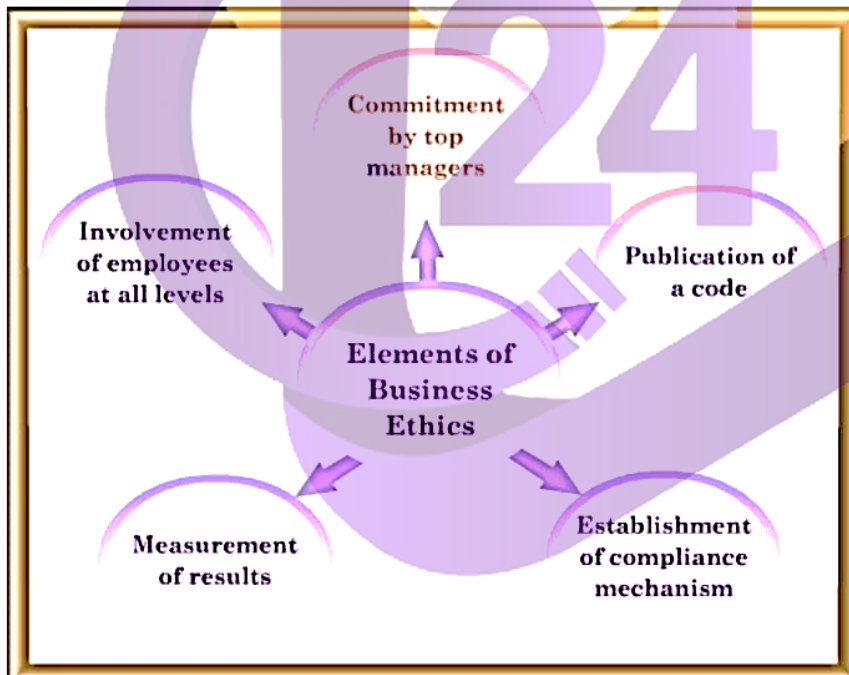 24
Commitment
by top
managers
Involvement
of employees
at all levels
Publication of
a code
Elements of
Business
Ethics
Measurement
of results
Establishment
of compliance
mechanism